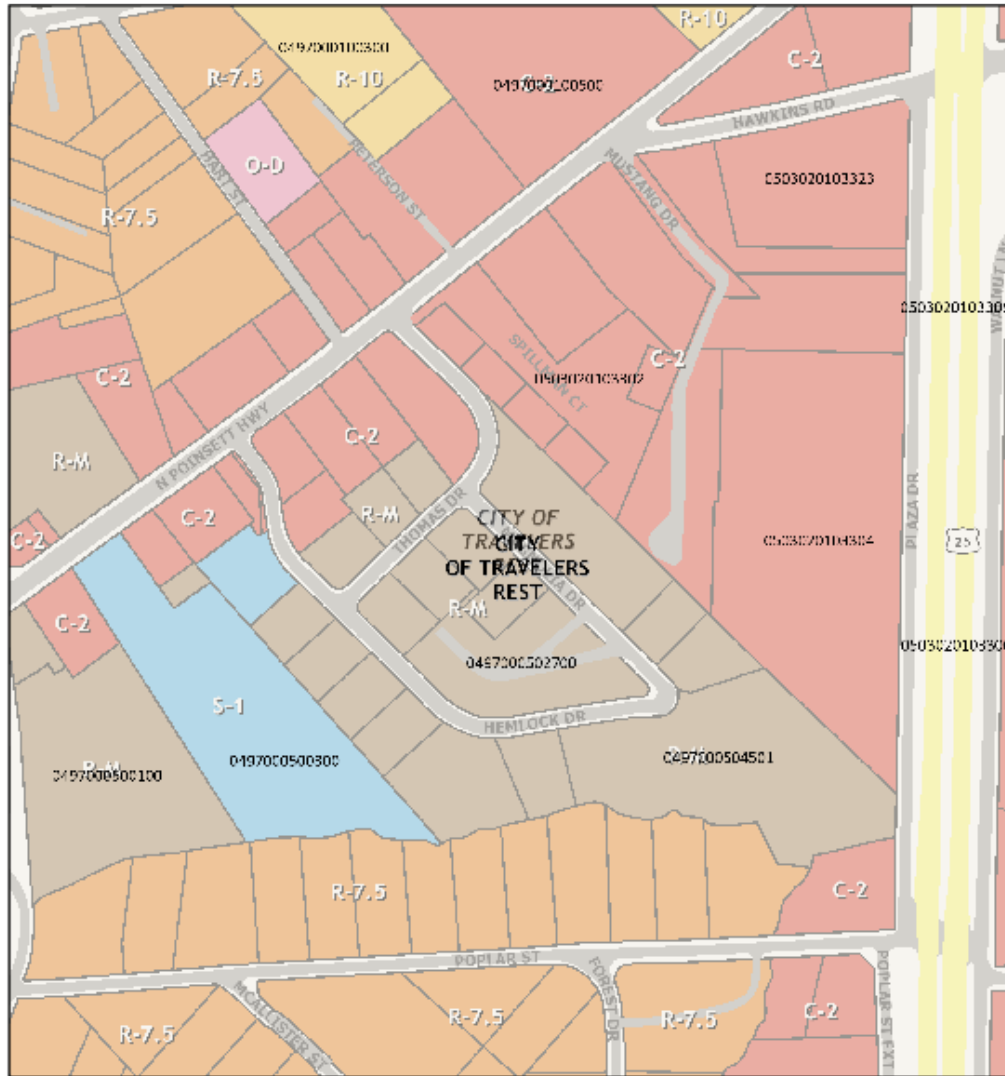 R-10
0497000100300
C-2
R-7.5
R-10
0497000100500
HAWKINS RD
O-D
HART ST
PETERSON ST
MUSTANG DR
0503020103323
R-7.5
SPILLMAN CT
C-2
C-2
0503020103302
N POINSETT HWY
C-2
R-M
PLAZA DR
C-2
R-M
THOMAS DR
CITY OF
CITY
OF TRAVELERS
REST
C-2
0503020104304
25
R-M
C-2
0497000502700
S-1
HEMLOCK DR
0497000500100
0497000500300
0497000504501
R-7.5
C-2
POPLAR ST
FOREST DR
POPLAR ST EXT
MCALLISTER ST
R-7.5
R-7.5
R-7.5
C-2